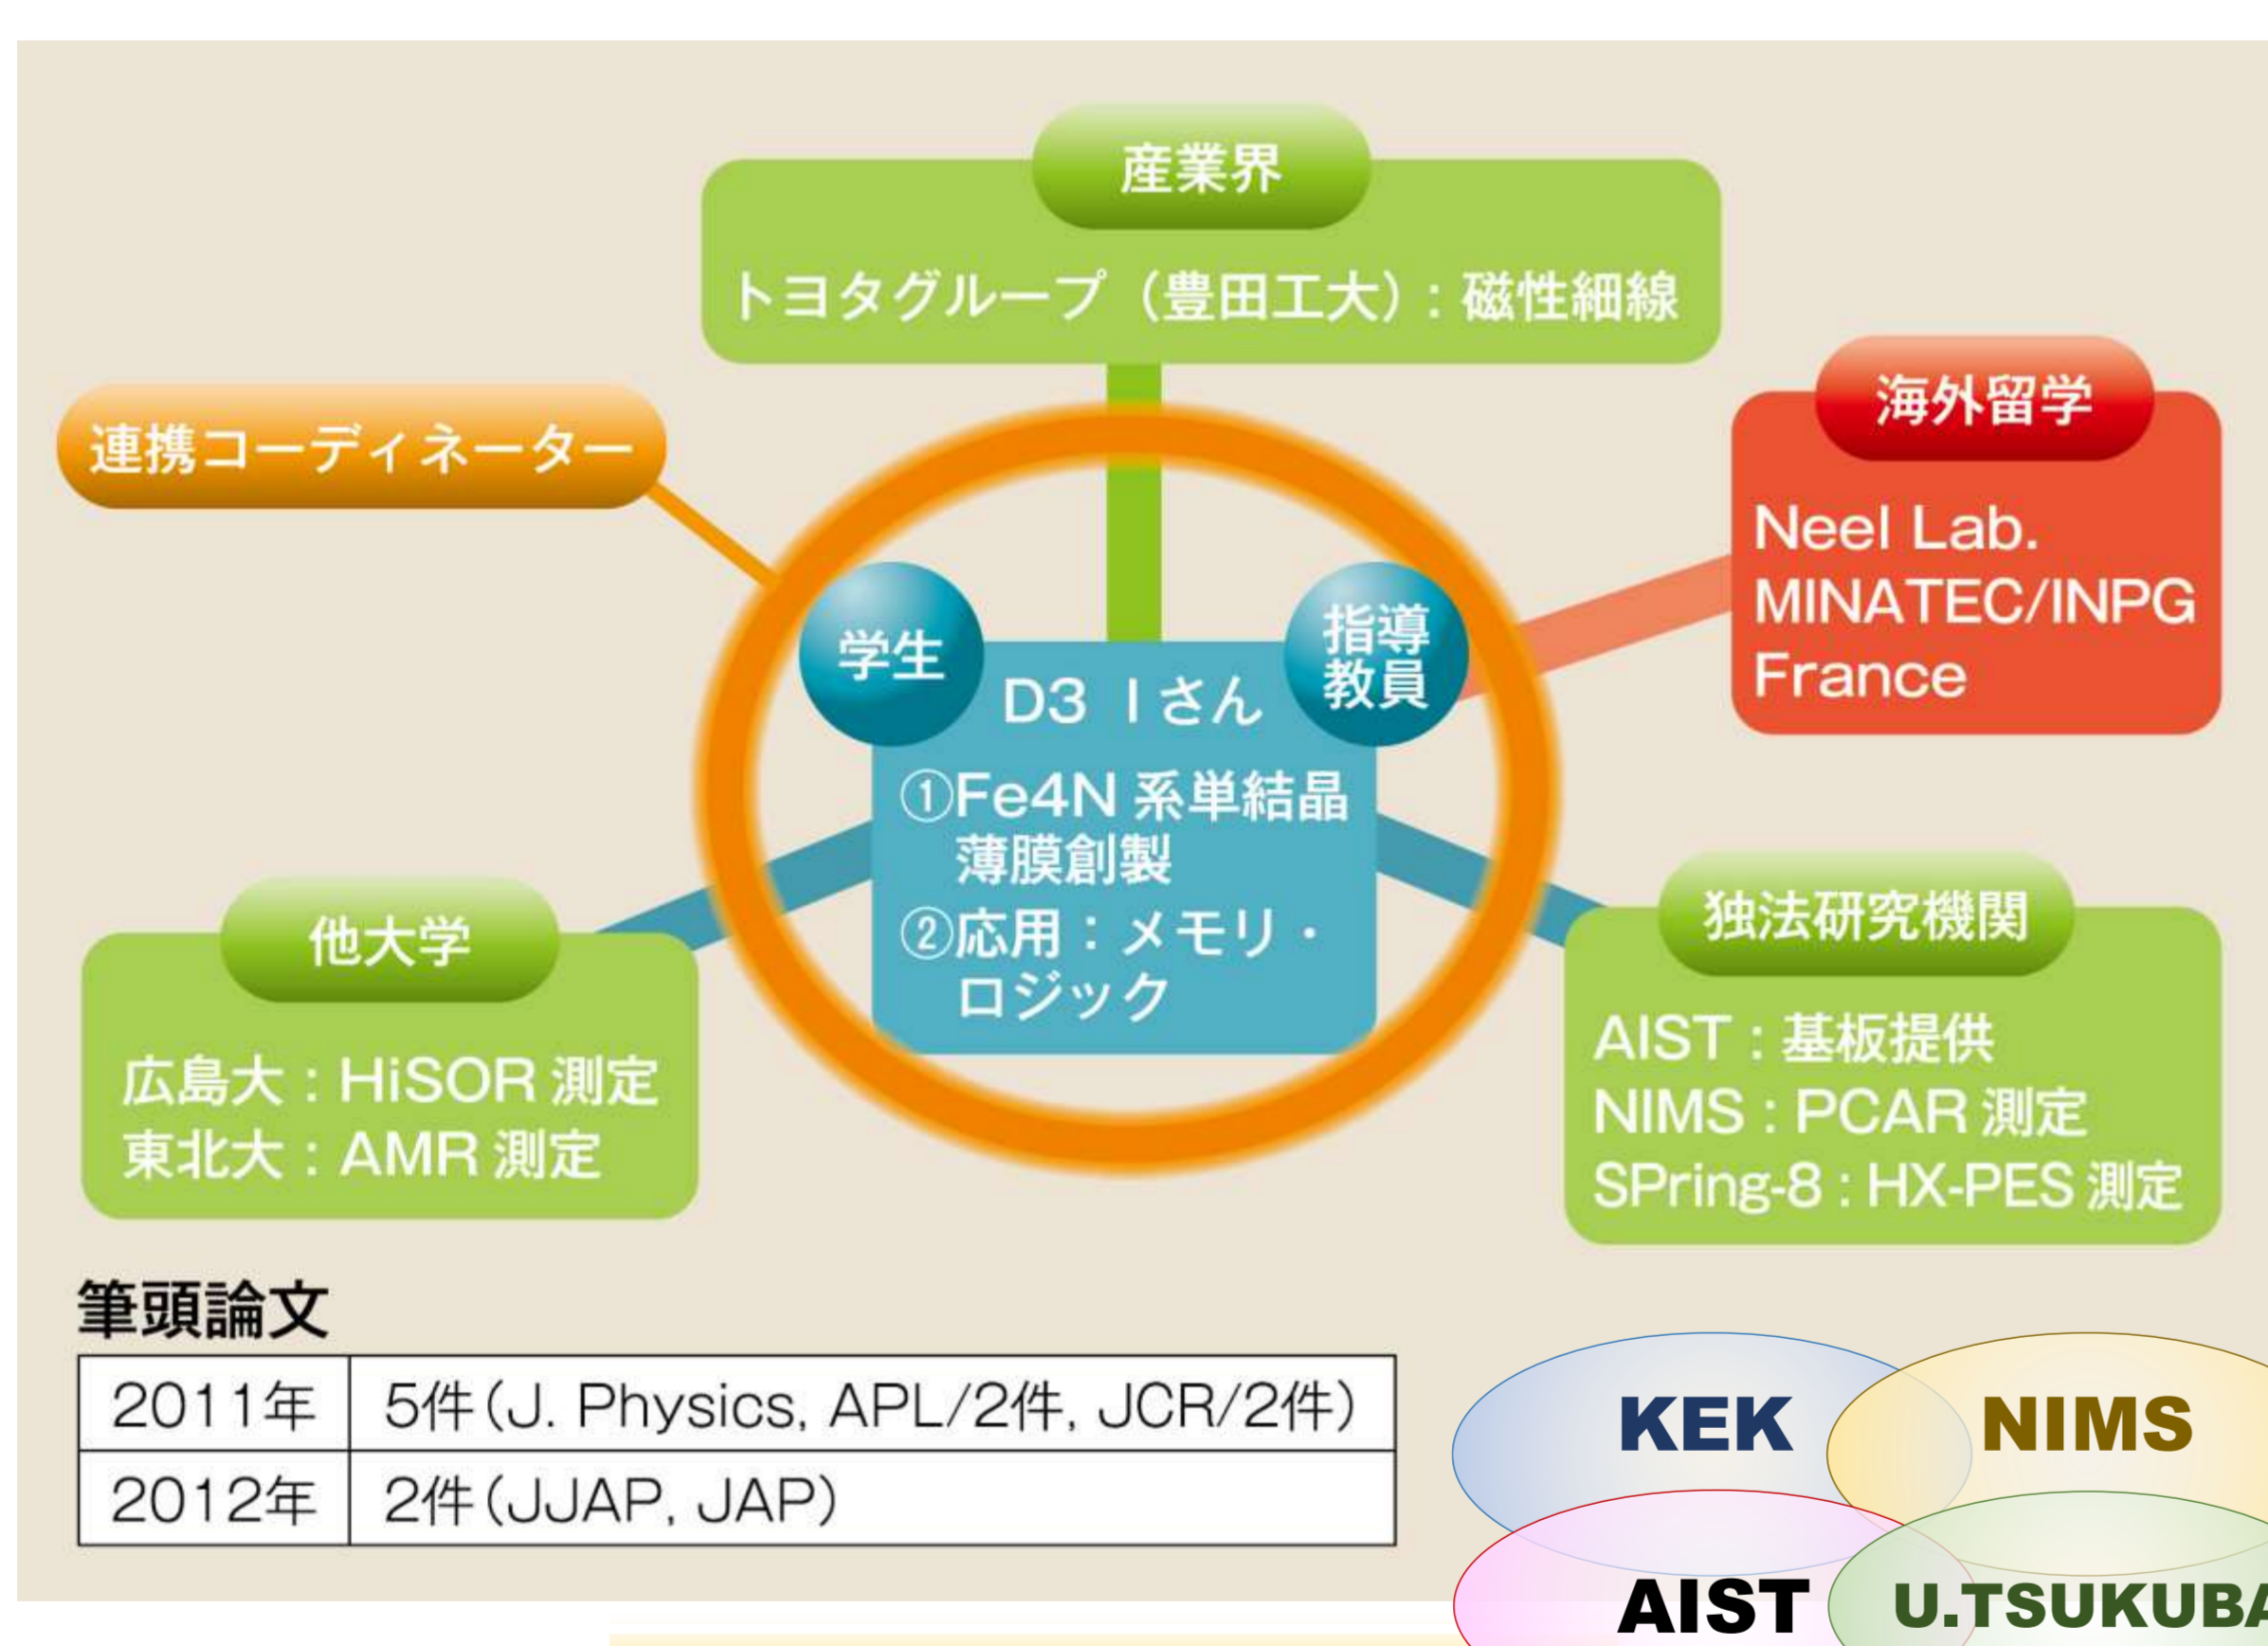 産業界
トヨタグループ（豊田工大）：磁性細線
連携コーディネーター
海外留学
Neel Lab.
MINATEC/INPG
France
学生
指導
教員
D3 Iさん
①Fe4N 系単結晶
薄膜創製
②応用：メモリ・
ロジック
他大学
広島大：HiSOR 測定
東北大：AMR 測定
独法研究機関
AIST：基板提供
NIMS：PCAR 測定
SPring-8：HX-PES 測定
筆頭論文
2011年 5件(J. Physics, APL/2件, JCR/2件)
2012年 2件(JJAP, JAP)
KEK NIMS
AIST U.TSUKUBA